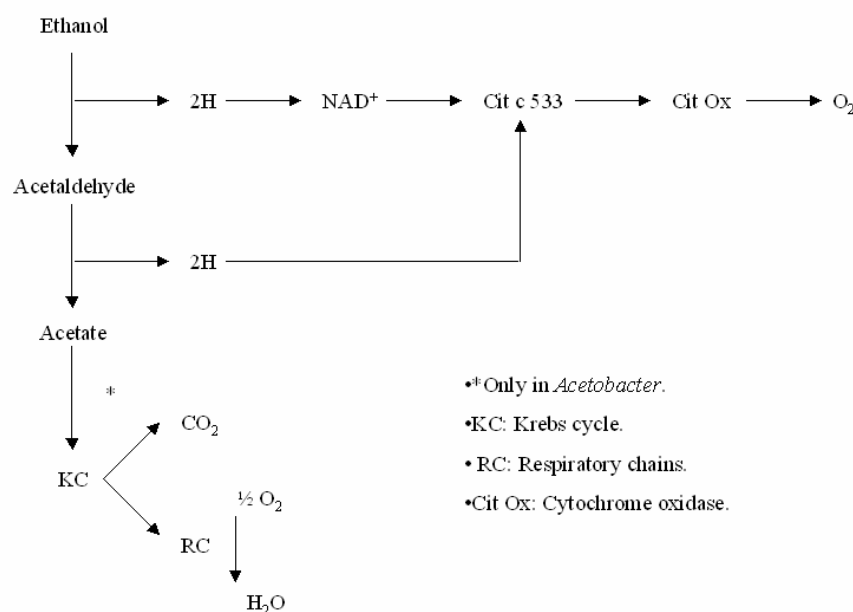 Ethanol
2H NAD⁺ Cit c 533 Cit Ox O₂
Acetaldehyde
2H
Acetate
*
•*Only in Acetobacter.
CO₂
•KC: Krebs cycle.
KC
• RC: Respiratory chains.
½ O₂
•Cit Ox: Cytochrome oxidase.
RC
H₂O